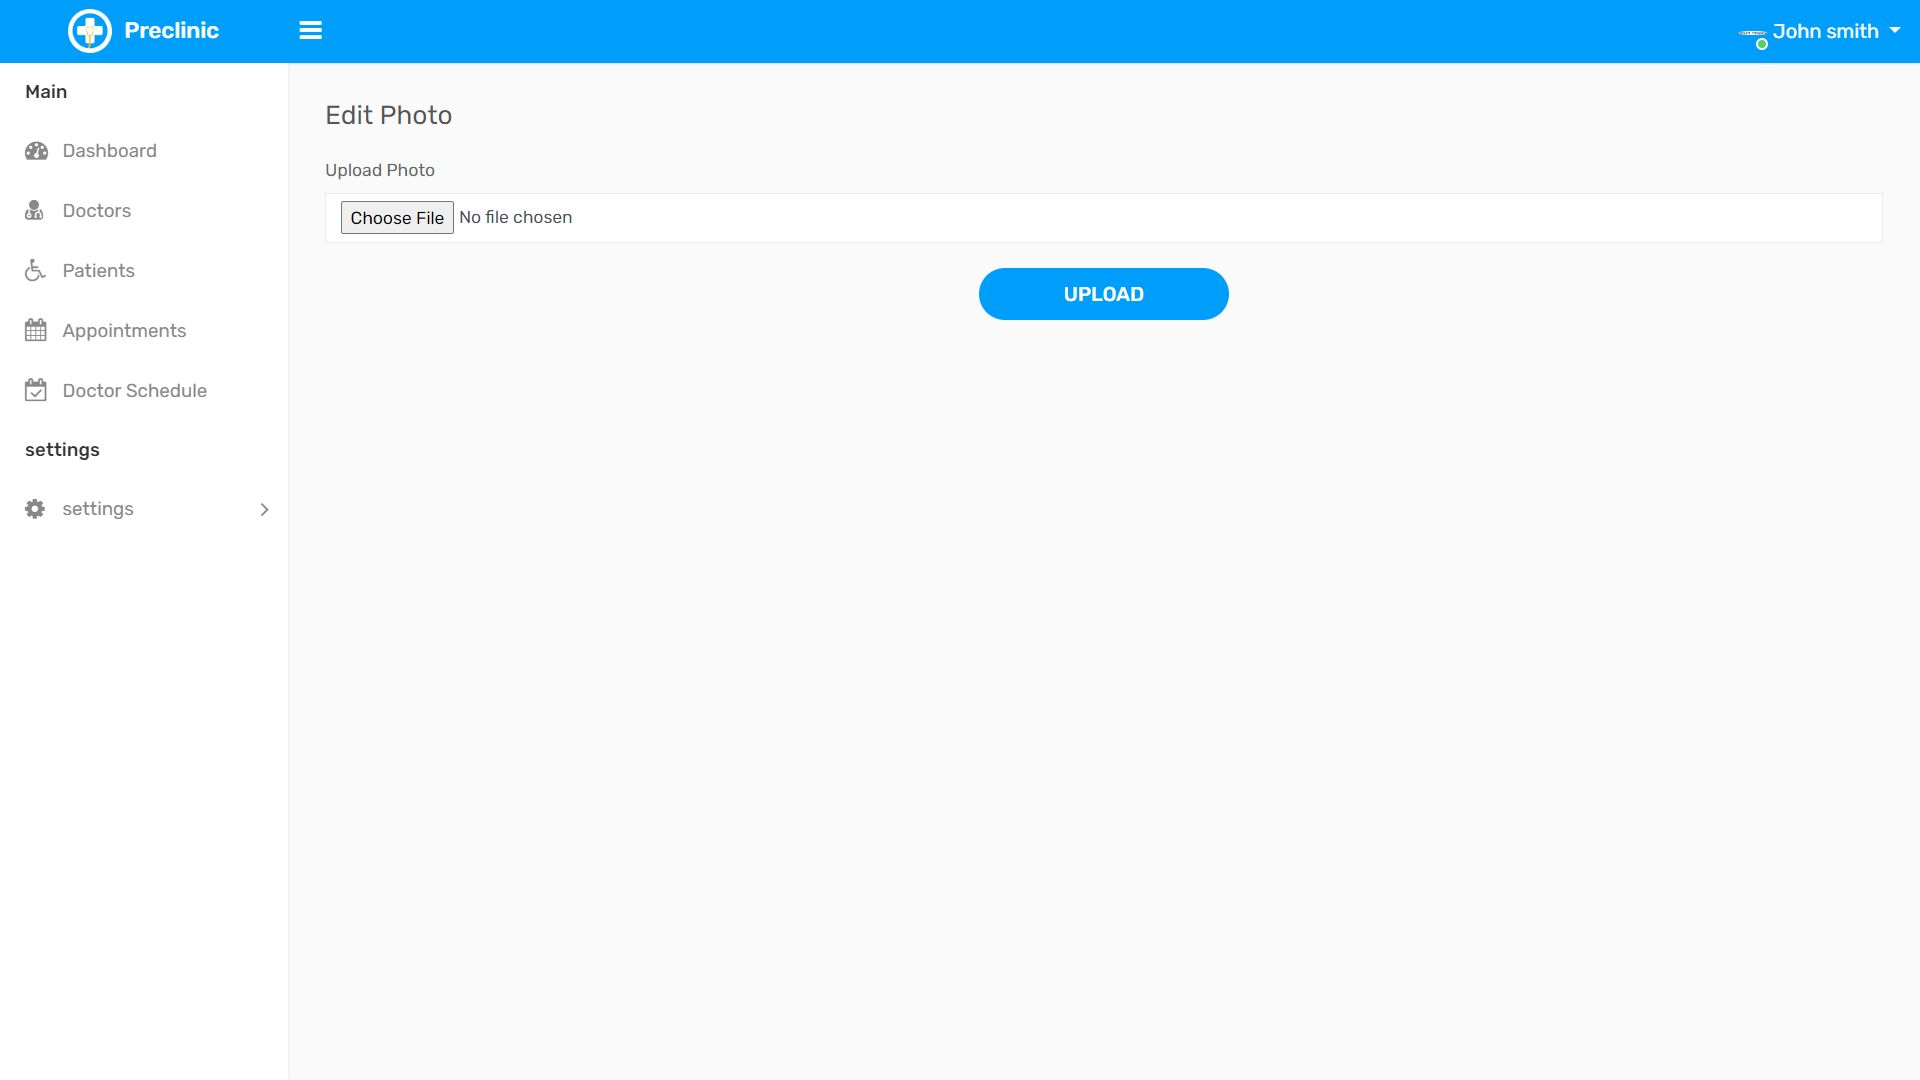 Preclinic
John smith
Main
Dashboard
Doctors
Patients
Appointments
Doctor Schedule
settings
settings
Edit Photo
Upload Photo
Choose File No file chosen
UPLOAD